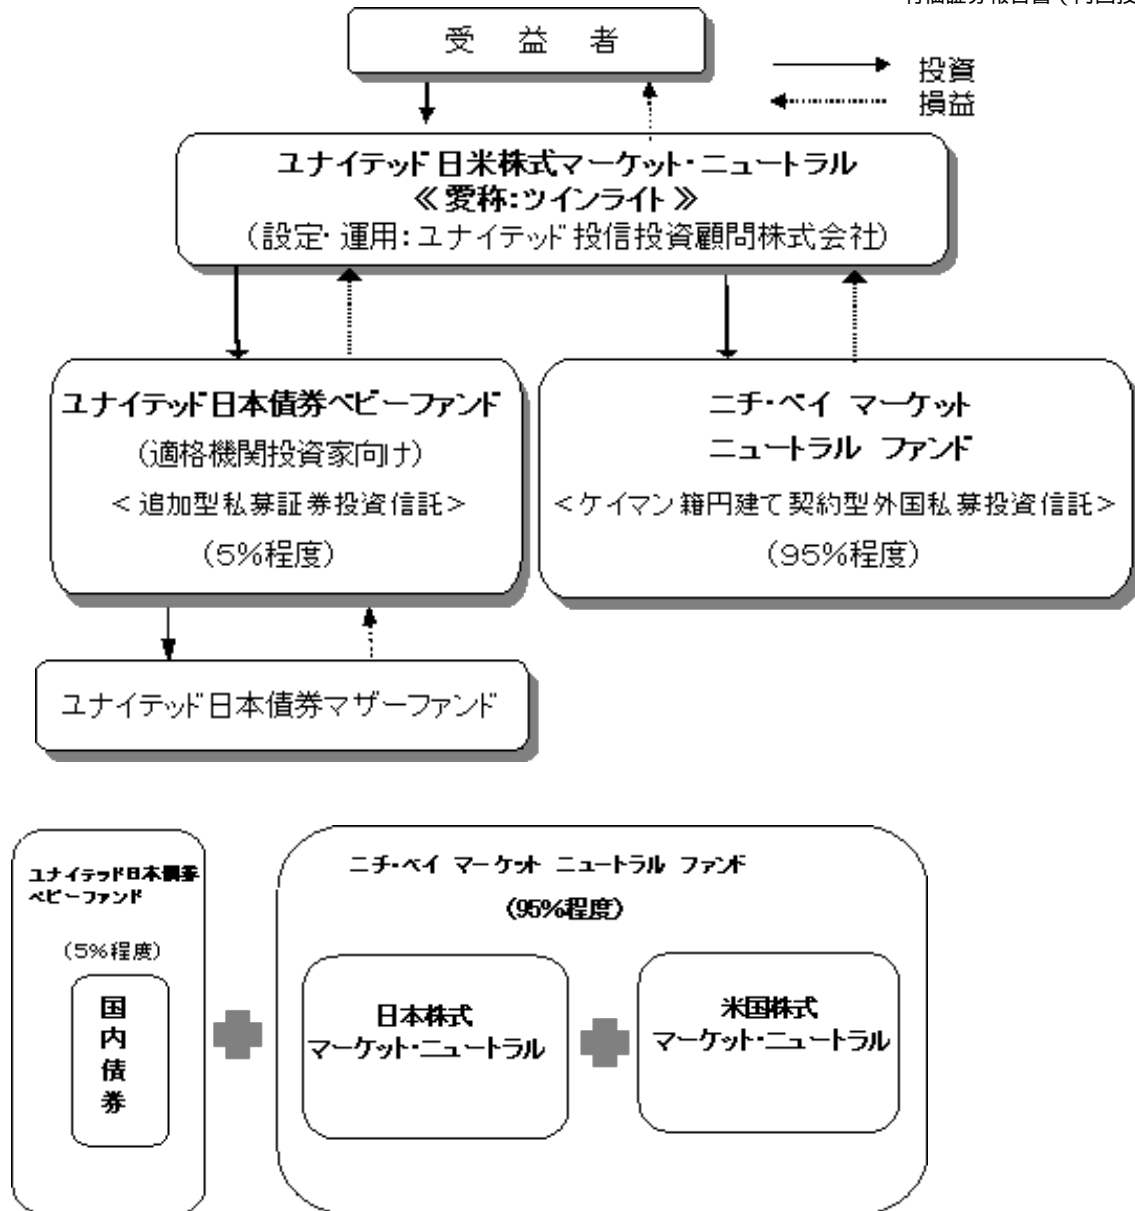 受 益 者
投資
損益
ユナイテッド日米株式マーケット・ニュートラル
≪愛称:ツインライト≫
(設定・運用:ユナイテッド投信投資顧問株式会社)
ユナイテッド日本債券ベビーファンド
(適格機関投資家向け)
<追加型私募証券投資信託>
(5%程度)
ニチ・ベイ マーケット
ニュートラル ファンド
<ケイマン籍円建て契約型外国私募投資信託>
(95%程度)
ユナイテッド日本債券マザーファンド
ユナイテッド日本債券
ベビーファンド
(5%程度)
国
内
債
券
ニチ・ベイ マーケット ニュートラル ファンド
(95%程度)
日本株式
マーケット・ニュートラル
米国株式
マーケット・ニュートラル